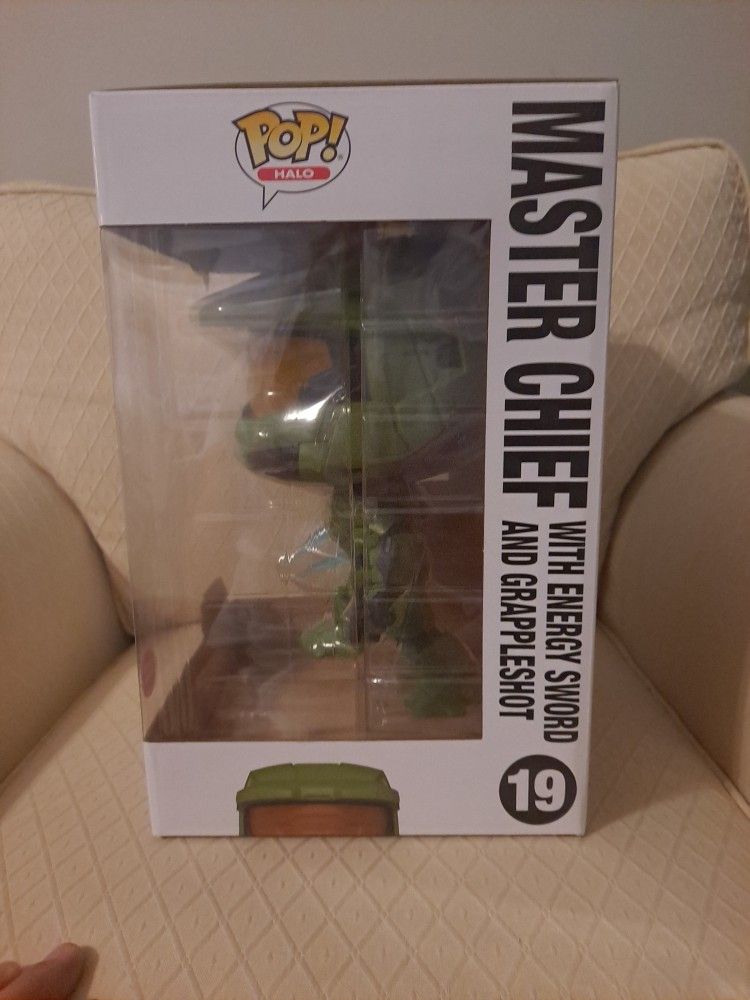 POP!
HALO
MASTER CHIEF
WITH ENERGY SWORD
AND GRAPPLESHOT
19